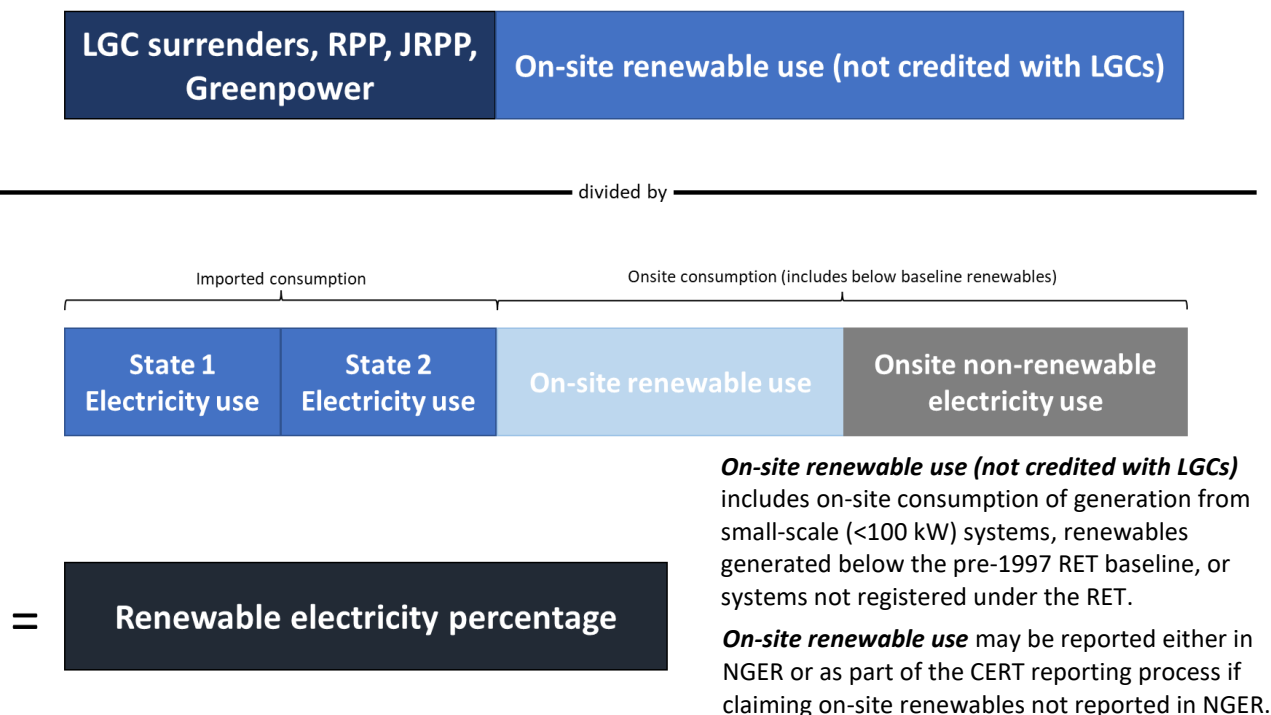 LGC surrenders, RPP, JRPP,
Greenpower
On-site renewable use (not credited with LGCs)
divided by
Imported consumption
Onsite consumption (includes below baseline renewables)
State 1
Electricity use
State 2
Electricity use
On-site renewable use
Onsite non-renewable
electricity use
On-site renewable use (not credited with LGCs)
includes on-site consumption of generation from
small-scale (<100 kW) systems, renewables
generated below the pre-1997 RET baseline, or
systems not registered under the RET.
On-site renewable use may be reported either in
NGER or as part of the CERT reporting process if
claiming on-site renewables not reported in NGER.
=
Renewable electricity percentage